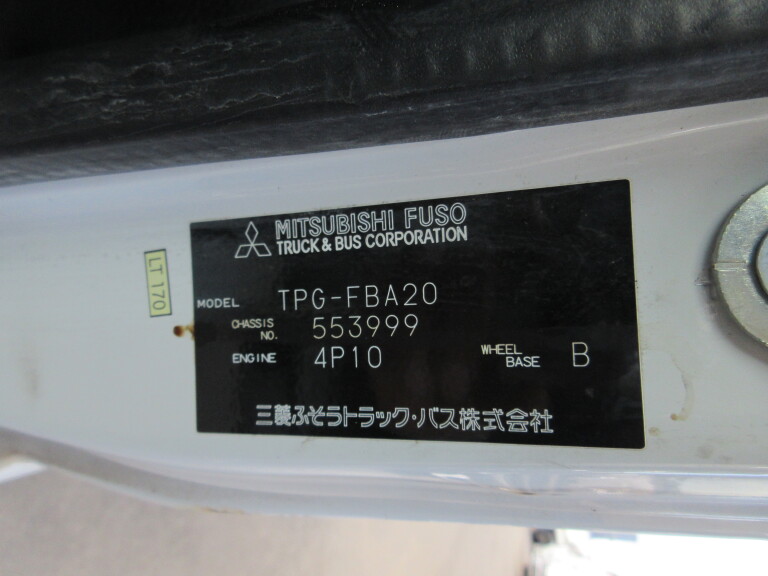 MITSUBISHI FUSO
TRUCK & BUS CORPORATION
LT 170
MODEL TPG-FBA20
CHASSIS NO. 553999
ENGINE 4P10 WHEEL BASE B
三菱ふそうトラック・バス株式会社